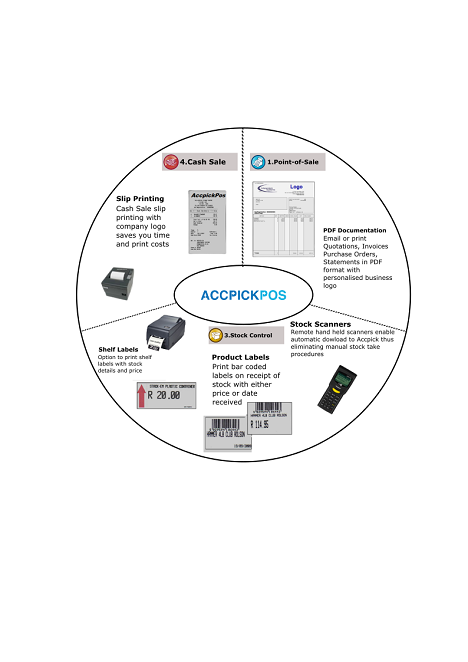 4.Cash Sale
1.Point-of-Sale
Slip Printing
Cash Sale slip
printing with
company logo
saves you time
and print costs
AccpickPos
Logo
PDF Documentation
Email or print
Quotations, Invoices
Purchase Orders,
Statements in PDF
format with
personalised business
logo
ACCPICKPOS
3.Stock Control
Stock Scanners
Remote hand held scanners enable
automatic dowload to Accpick thus
eliminating manual stock take
procedures
Shelf Labels
Option to print shelf
labels with stock
details and price
Product Labels
Print bar coded
labels on receipt of
stock with either
price or date
received
R 20.00
R 114.95